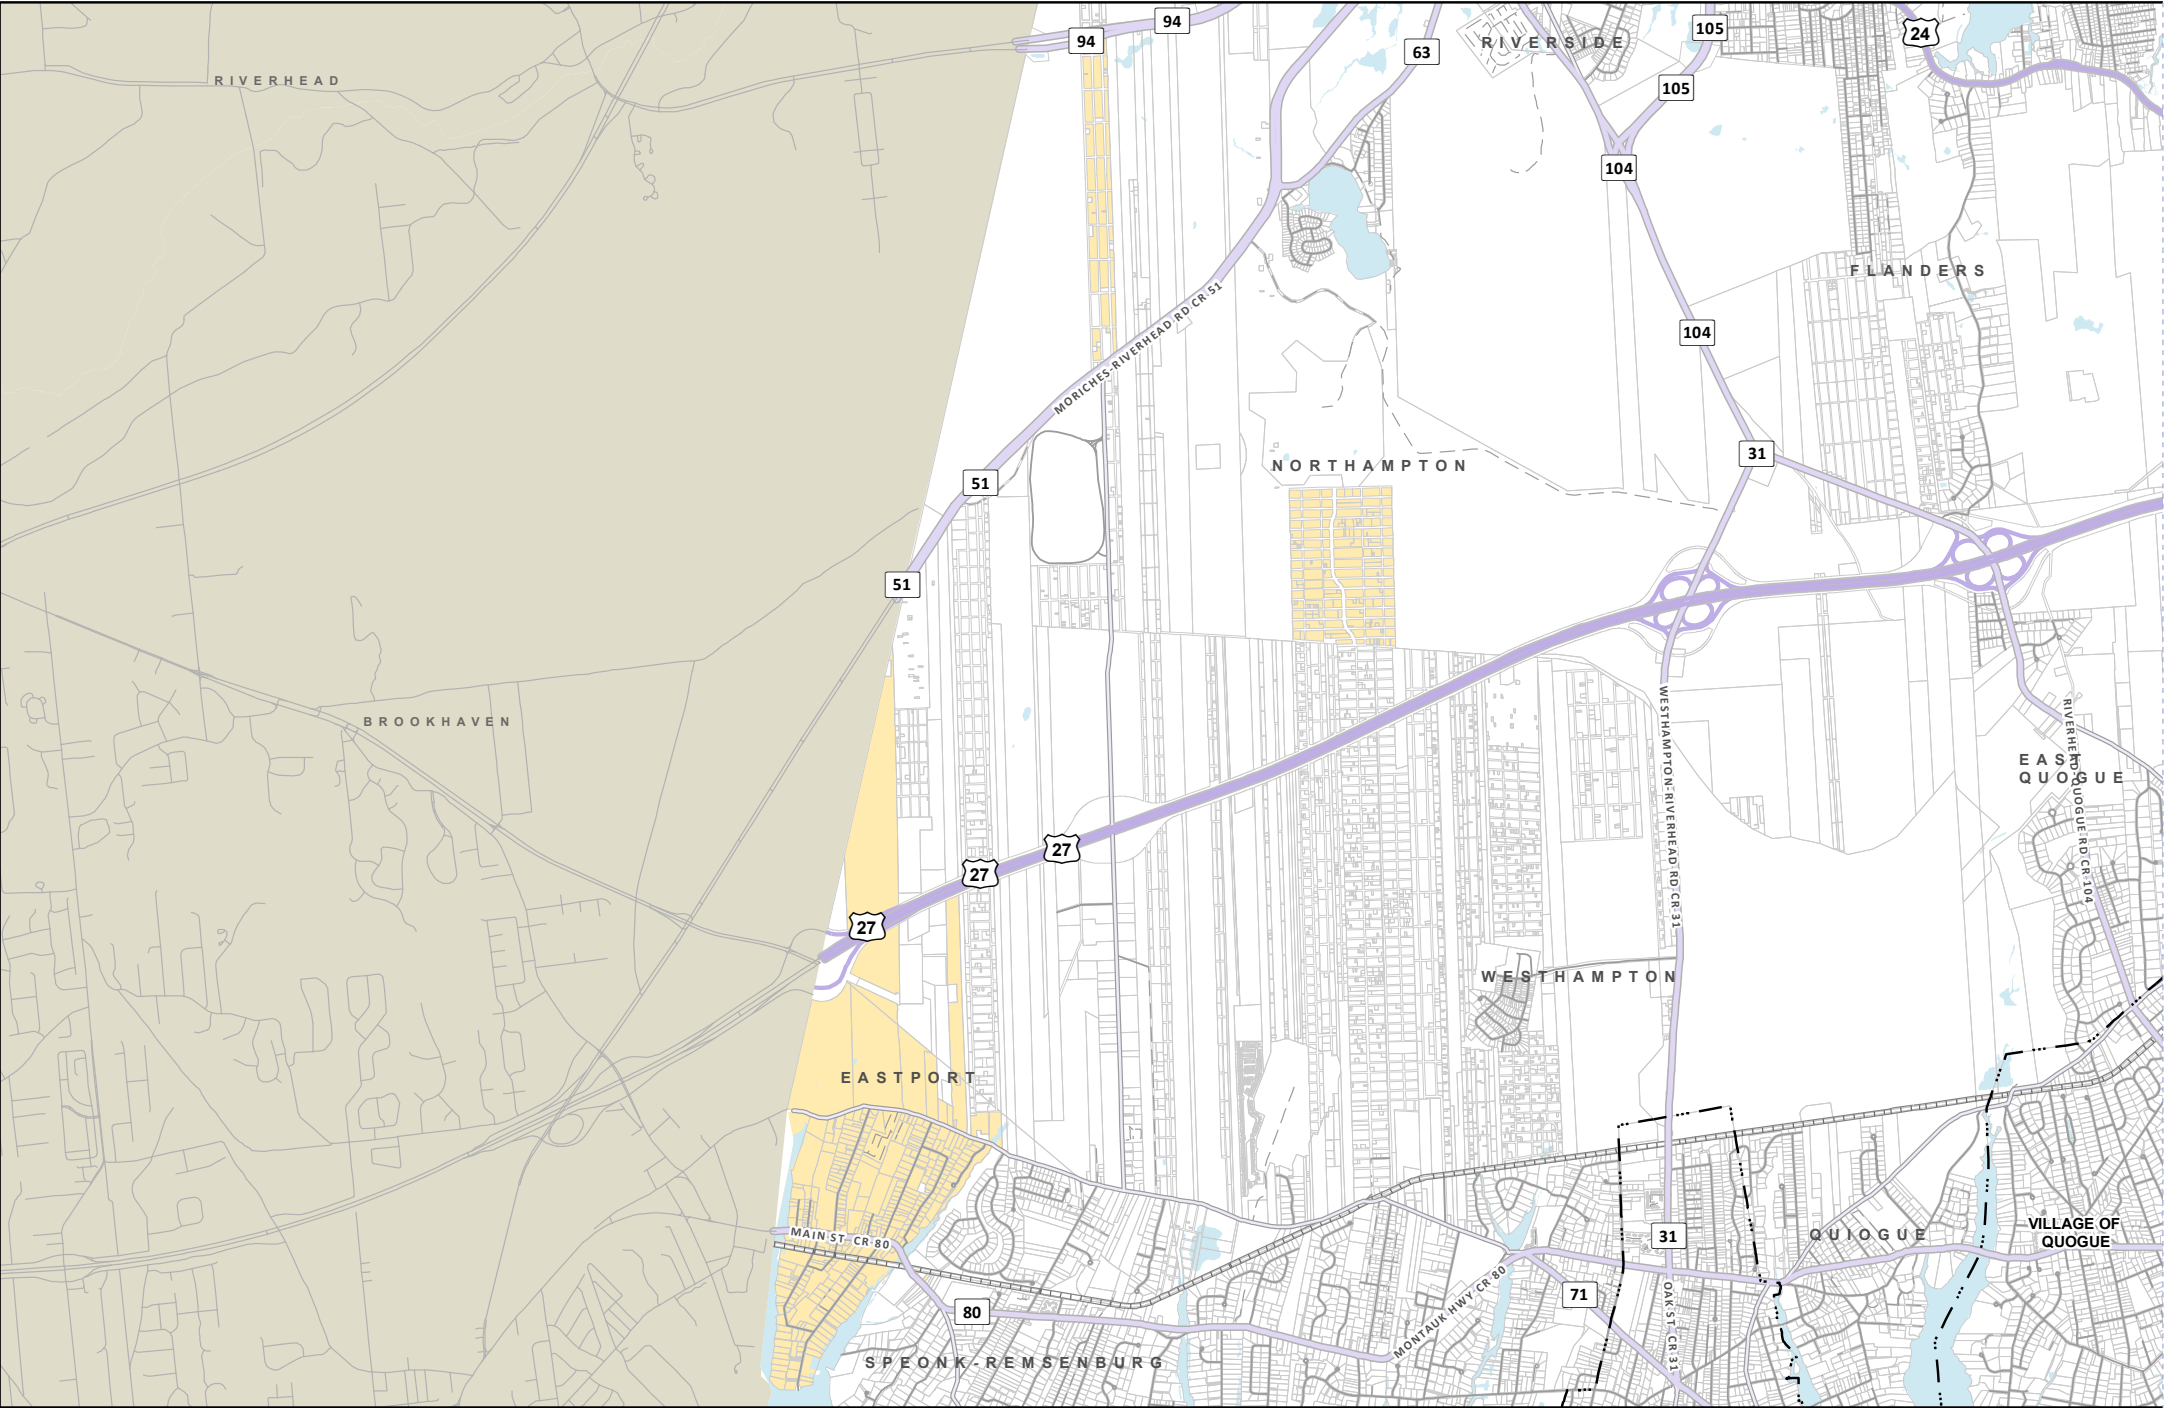 94
94
63
RIVERSIDE
105
24
RIVERHEAD
105
104
FLANDERS
MORICHES-RIVERHEAD RD CR 51
104
31
NORTHAMPTON
51
51
BROOKHAVEN
WESTHAMPTON-RIVERHEAD RD CR 31
RIVERHEAD-QUOGUE RD CR 104
EAST
QUOGUE
27
27
27
WESTHAMPTON
EASTPORT
MAIN ST CR 80
31
QUIOGUE
VILLAGE OF
QUOGUE
80
71
MONTAUK HWY CR 80
OAK ST CR 31
SPEONK-REMSENBURG